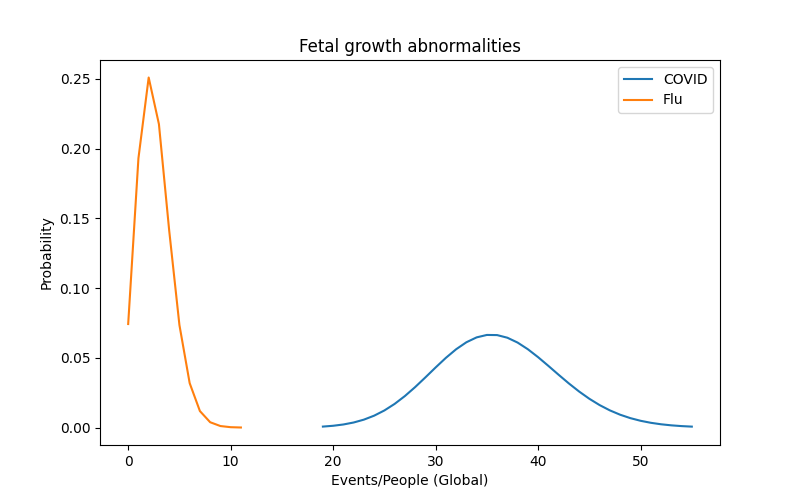 Fetal growth abnormalities
COVID
Flu
0.25
0.20
0.15
0.10
0.05
0.00
Probability
0 10 20 30 40 50
Events/People (Global)